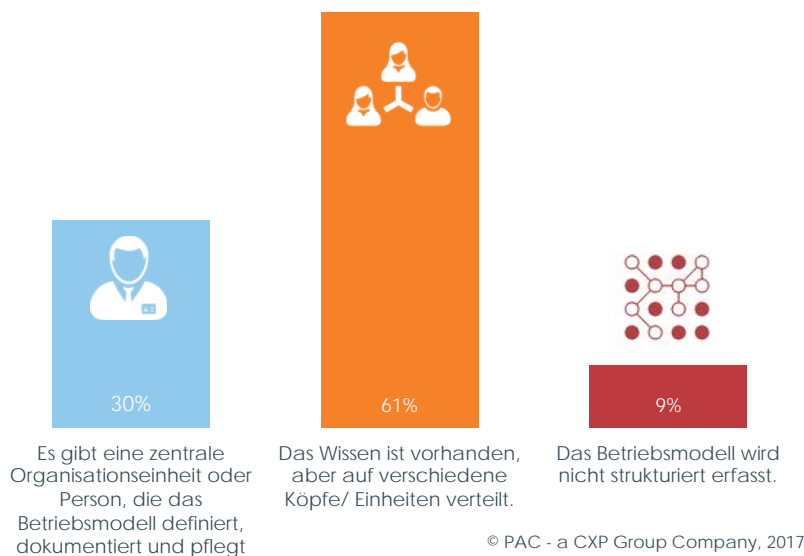 30%
61%
9%
Es gibt eine zentrale
Organisationseinheit oder
Person, die das
Betriebsmodell definiert,
dokumentiert und pflegt
Das Wissen ist vorhanden,
aber auf verschiedene
Köpfe/ Einheiten verteilt.
Das Betriebsmodell wird
nicht strukturiert erfasst.
© PAC - a CXP Group Company, 2017